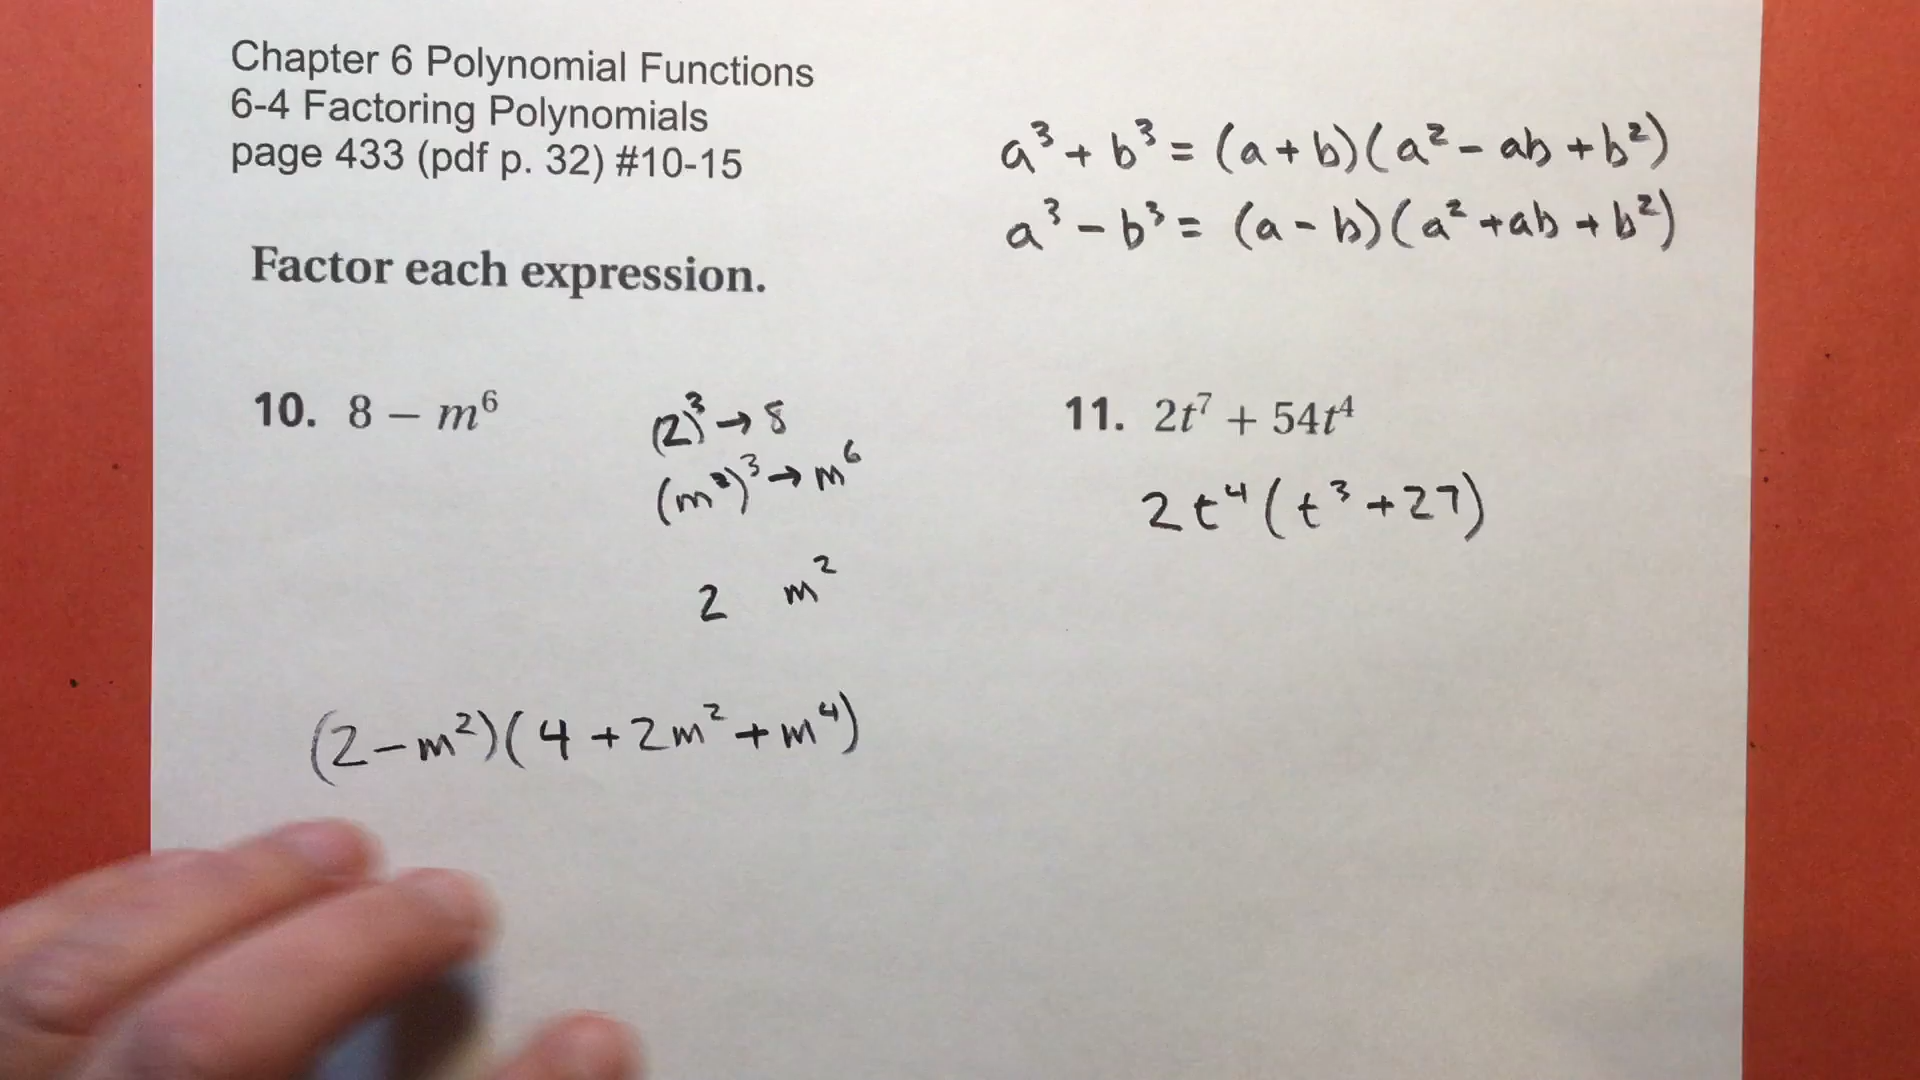 Chapter 6 Polynomial Functions
6-4 Factoring Polynomials
page 433 (pdf p. 32) #10-15
a³ + b³ = (a + b)(a² - ab + b²)
a³ - b³ = (a - b)(a² + ab + b²)
Factor each expression.
10. 8 – m⁶
(2)³ → 8
(m²)³ → m⁶
2 m²
(2 - m²)(4 + 2m² + m⁴)
11. 2t⁷ + 54t⁴
2t⁴(t³ + 27)